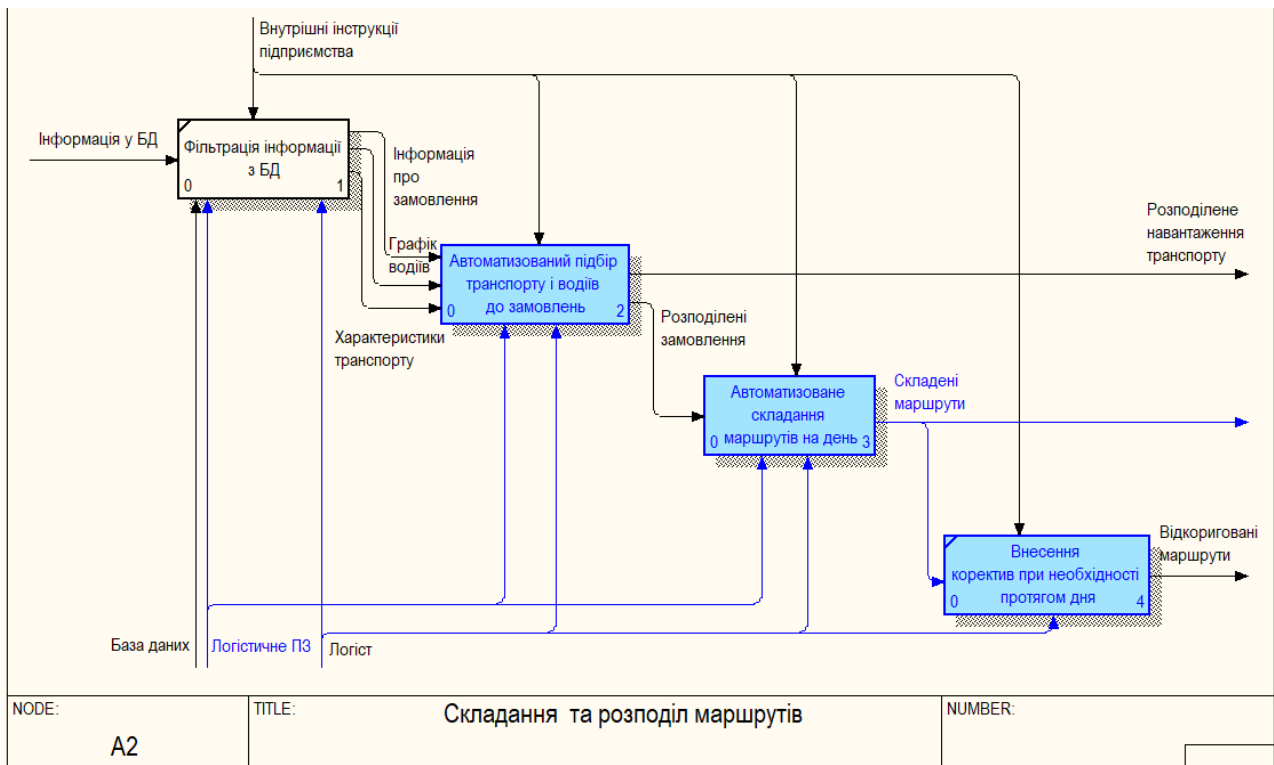 Внутрішні інструкції
підприємства
Інформація у БД
Фільтрація інформації
з БД
0
1
Інформація
про
замовлення
Графік
водіїв
Характеристики
транспорту
Автоматизований підбір
транспорту і водіїв
до замовлень
0
2
Розподілене
навантаження
транспорту
Розподілені
замовлення
Автоматизоване
складання
маршрутів на день
0
3
Складені
маршрути
Внесення
коректив при необхідності
протягом дня
0
4
Відкориговані
маршрути
База даних
Логістичне ПЗ
Логіст
NODE:
A2
TITLE:
Складання та розподіл маршрутів
NUMBER: